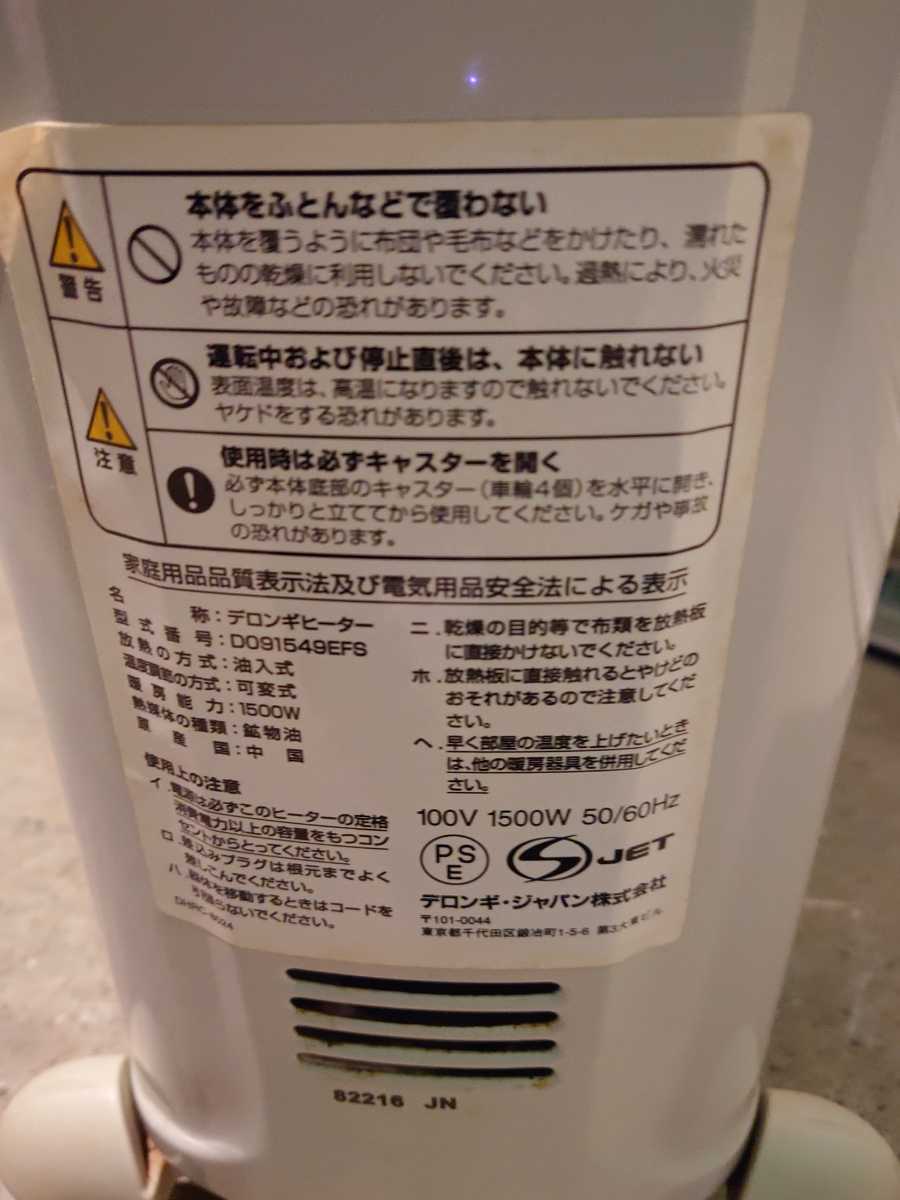 警告
本体をふとんなどで覆わない
本体を覆うように布団や毛布などをかけたり、濡れた
ものの乾燥に利用しないでください。過熱により、火災
や故障などの恐れがあります。
注意
運転中および停止直後は、本体に触れない
表面温度は、高温になりますので触れないでください。
ヤケドをする恐れがあります。
使用時は必ずキャスターを開く
必ず本体底部のキャスター(車輪4個)を水平に開き、
しっかりと立ててから使用してください。ケガや事故
の恐れがあります。
家庭用品品質表示法及び電気用品安全法による表示
名称:デロンギヒーター
型式番号:D091549EFS
放熱の方式:油入式
温度調節の方式:可変式
暖房能力:1500W
熱媒体の種類:鉱物油
原産国:中国
使用上の注意
イ.電源は必ずこのヒーターの定格
消費電力以上の容量をもつコン
セントからとってください。
ロ.差込みプラグは根元までよく
差しこんでください。
ハ.器体を移動するときはコードを
引っぱらないでください。
DHRC-8024
ニ.乾燥の目的等で布類を放熱板
に直接かけないでください。
ホ.放熱板に直接触れるとやけどの
おそれがあるので注意してくだ
さい。
ヘ.早く部屋の温度を上げたいとき
は、他の暖房器具を併用してくだ
さい。
100V 1500W 50/60Hz
PS
E
JET
デロンギ・ジャパン株式会社
〒101-0044
東京都千代田区鍛冶町1-5-6 第3大東ビル
82216 JN